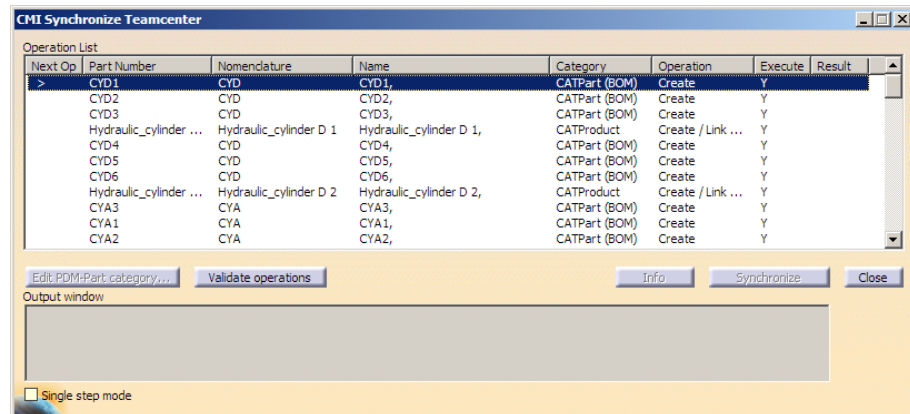 CMI Synchronize Teamcenter
Operation List
Next Op Part Number Nomenclature Name Category Operation Execute Result
> CYD1 CYD CYD1, CATPart (BOM) Create Y
CYD2 CYD CYD2, CATPart (BOM) Create Y
CYD3 CYD CYD3, CATPart (BOM) Create Y
Hydraulic_cylinder ... Hydraulic_cylinder D 1 Hydraulic_cylinder D 1, CATProduct Create / Link ... Y
CYD4 CYD CYD4, CATPart (BOM) Create Y
CYD5 CYD CYD5, CATPart (BOM) Create Y
CYD6 CYD CYD6, CATPart (BOM) Create Y
Hydraulic_cylinder ... Hydraulic_cylinder D 2 Hydraulic_cylinder D 2, CATProduct Create / Link ... Y
CYA3 CYA CYA3, CATPart (BOM) Create Y
CYA1 CYA CYA1, CATPart (BOM) Create Y
CYA2 CYA CYA2, CATPart (BOM) Create Y
Edit PDM-Part category... Validate operations Info Synchronize Close
Output window
Single step mode